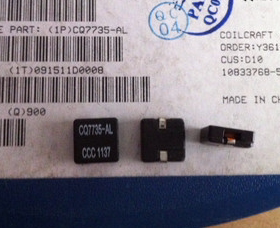 E PART: (1P)CQ7735-AL
(1T)091511D0008
(Q)900
QC
04
PA
QC0
COILCRAFT
ORDER:Y361
CUS:D10
10833768-5
MADE IN CH
CQ7735-AL
CCC 1137